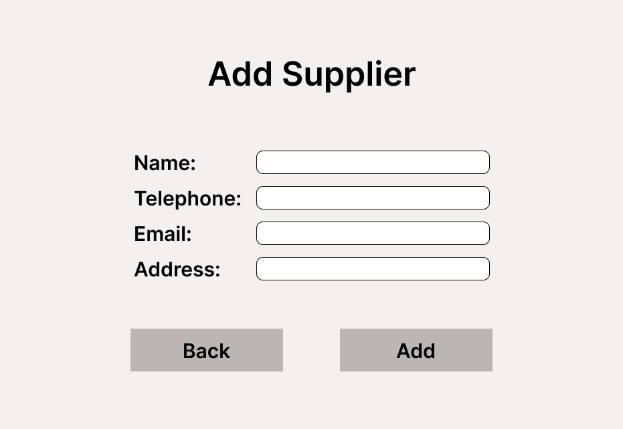 Add Supplier
Name:
Telephone:
Email:
Address:
Back Add